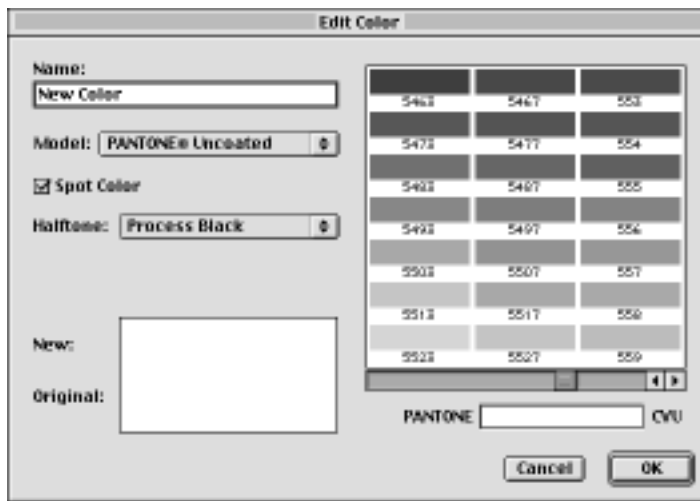 Edit Color
Name:
New Color
Model: PANTONE® Uncoated
Spot Color
Halftone: Process Black
New:
Original:
5463 5467 553
5473 5477 554
5483 5487 555
5493 5497 556
5503 5507 557
5513 5517 558
5523 5527 559
PANTONE CVU
Cancel OK